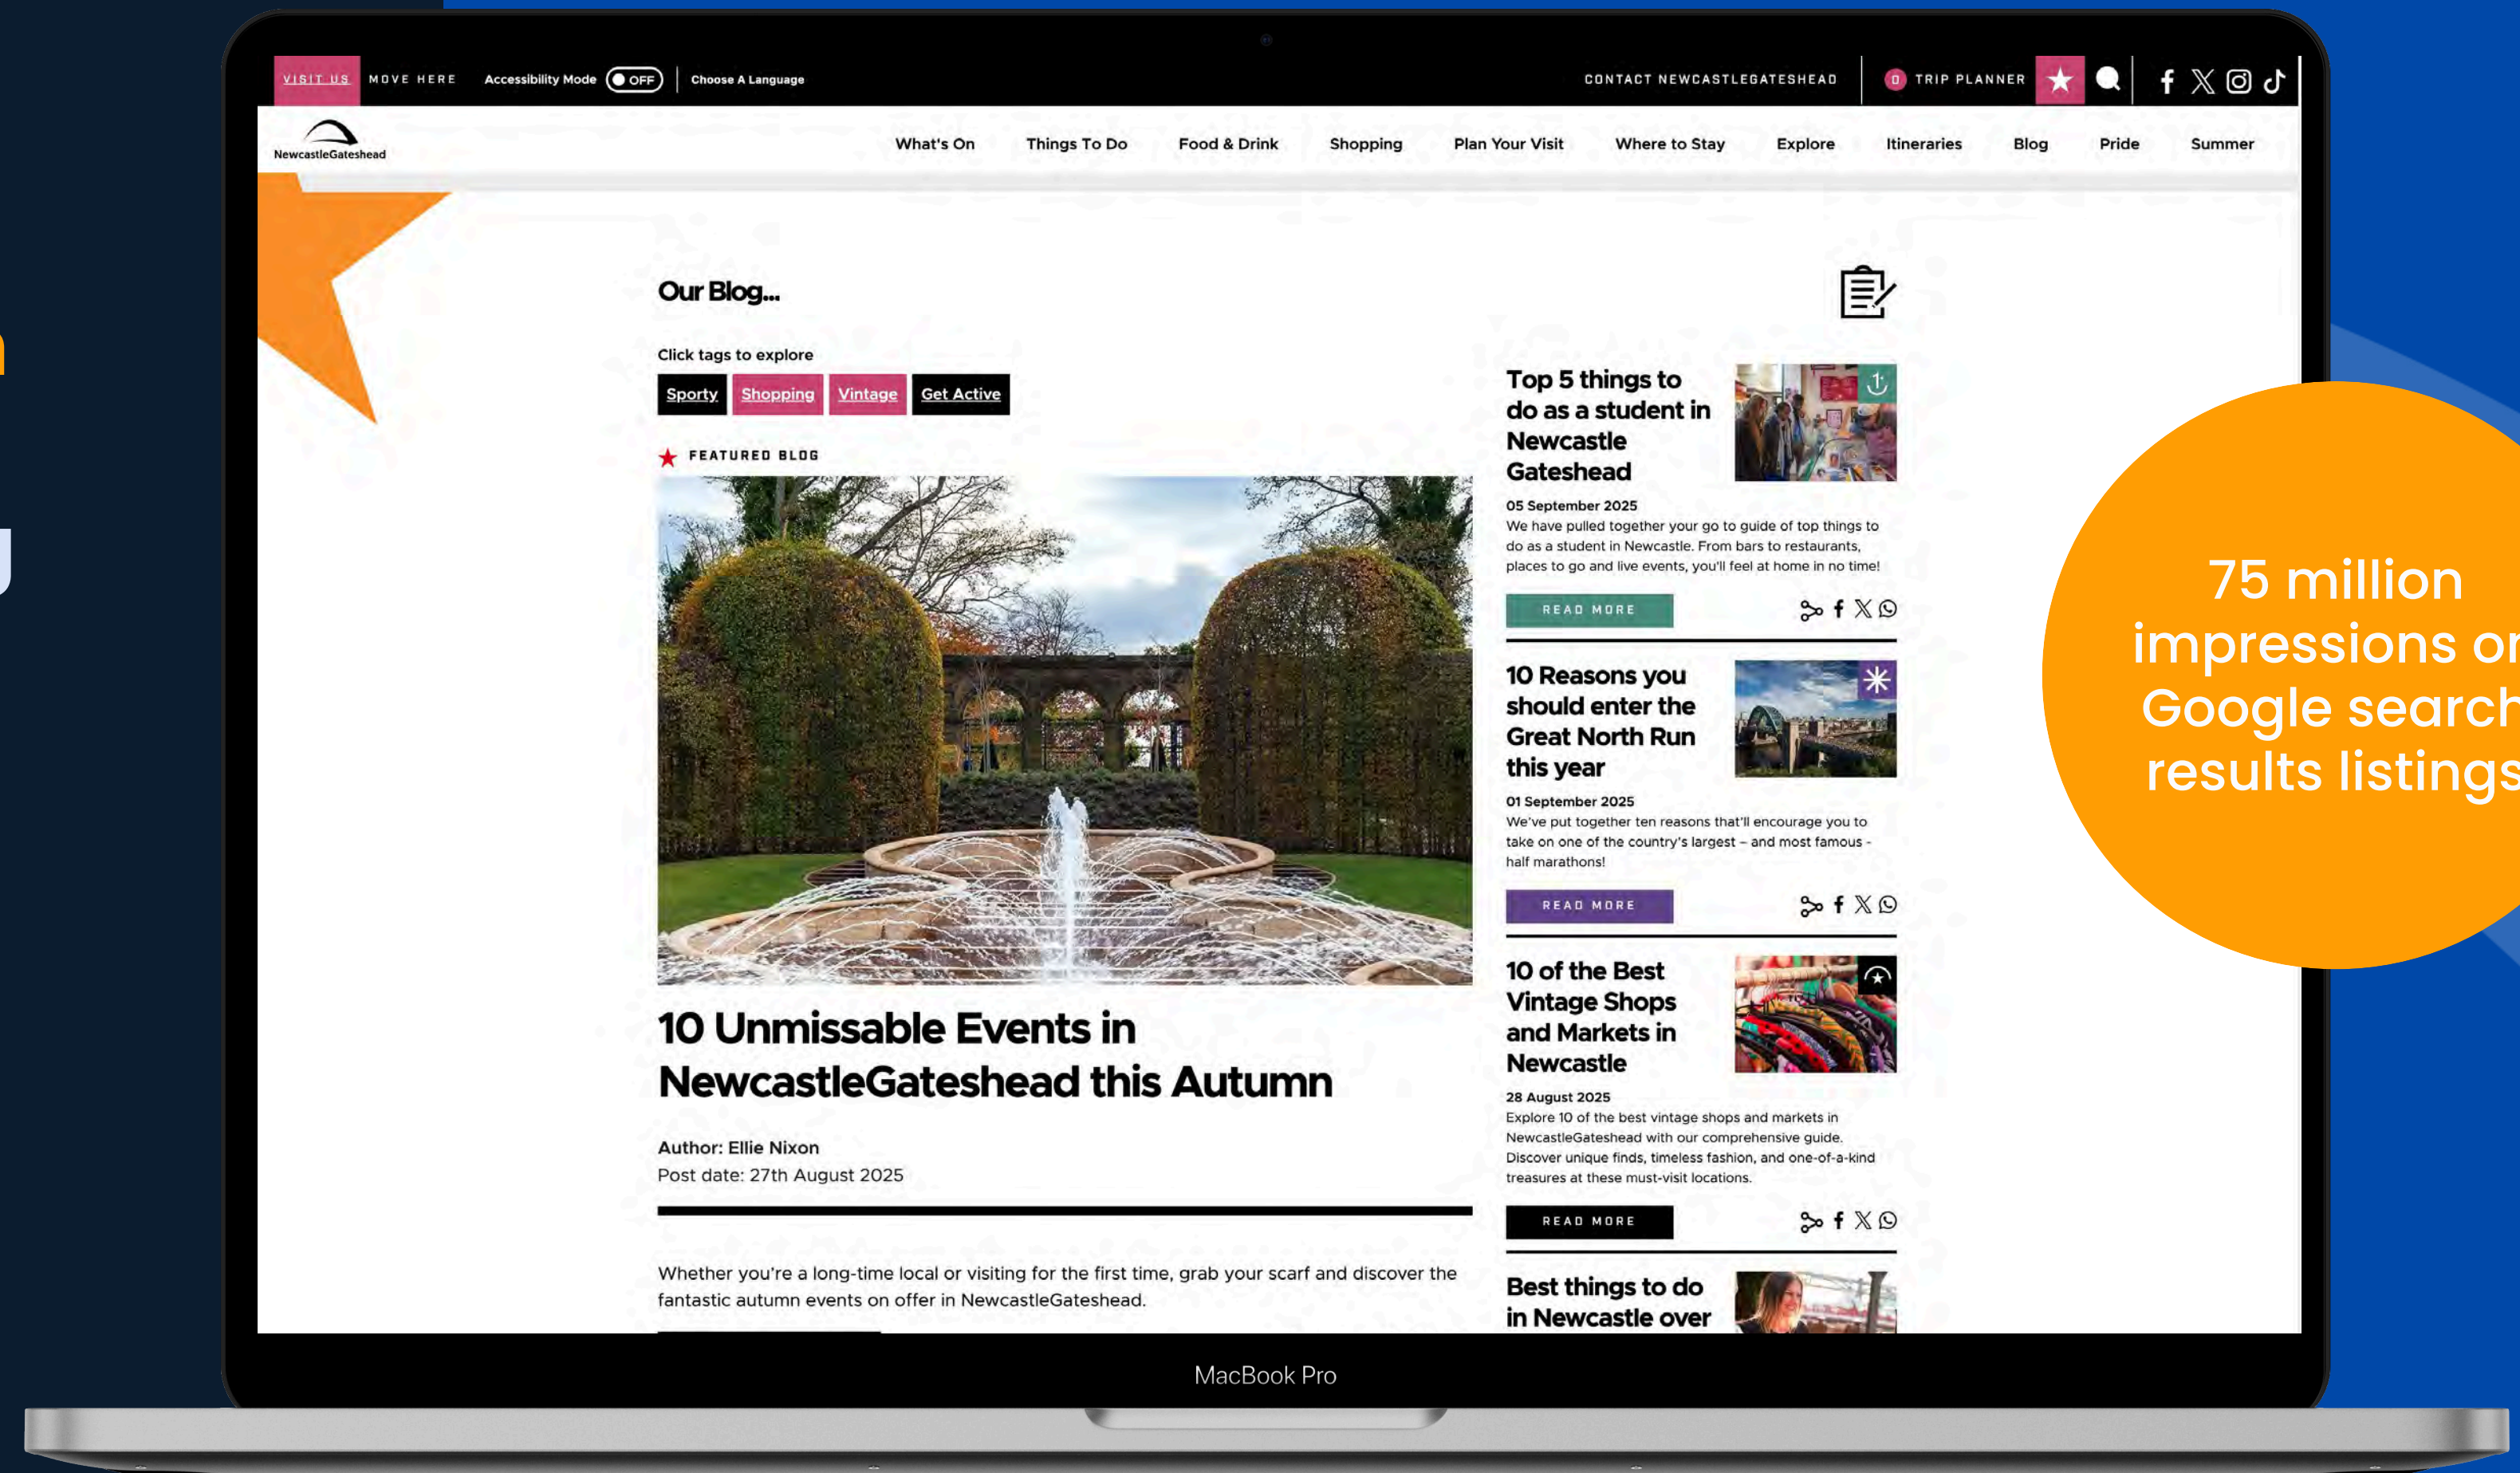 VISIT US
MOVE HERE
Accessibility Mode OFF
Choose A Language
CONTACT NEWCASTLEGATESHEAD
0 TRIP PLANNER
NewcastleGateshead
What's On
Things To Do
Food & Drink
Shopping
Plan Your Visit
Where to Stay
Explore
Itineraries
Blog
Pride
Summer
Our Blog...
Click tags to explore
Sporty
Shopping
Vintage
Get Active
FEATURED BLOG
10 Unmissable Events in
NewcastleGateshead this Autumn
Author: Ellie Nixon
Post date: 27th August 2025
Whether you're a long-time local or visiting for the first time, grab your scarf and discover the
fantastic autumn events on offer in NewcastleGateshead.
Top 5 things to
do as a student in
Newcastle
Gateshead
05 September 2025
We have pulled together your go to guide of top things to
do as a student in Newcastle. From bars to restaurants,
places to go and live events, you'll feel at home in no time!
READ MORE
10 Reasons you
should enter the
Great North Run
this year
01 September 2025
We've put together ten reasons that'll encourage you to
take on one of the country's largest – and most famous -
half marathons!
READ MORE
10 of the Best
Vintage Shops
and Markets in
Newcastle
28 August 2025
Explore 10 of the best vintage shops and markets in
NewcastleGateshead with our comprehensive guide.
Discover unique finds, timeless fashion, and one-of-a-kind
treasures at these must-visit locations.
READ MORE
Best things to do
in Newcastle over
75 million
impressions
Google search
results listings
MacBook Pro